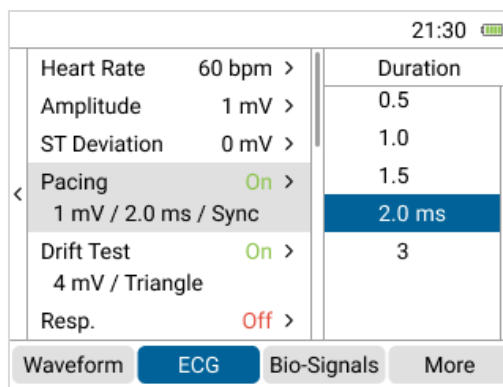 21:30
Heart Rate 60 bpm >
Amplitude 1 mV >
ST Deviation 0 mV >
Pacing On >
1 mV / 2.0 ms / Sync
Drift Test On >
4 mV / Triangle
Resp. Off >
<
Duration
0.5
1.0
1.5
2.0 ms
3
Waveform ECG Bio-Signals More